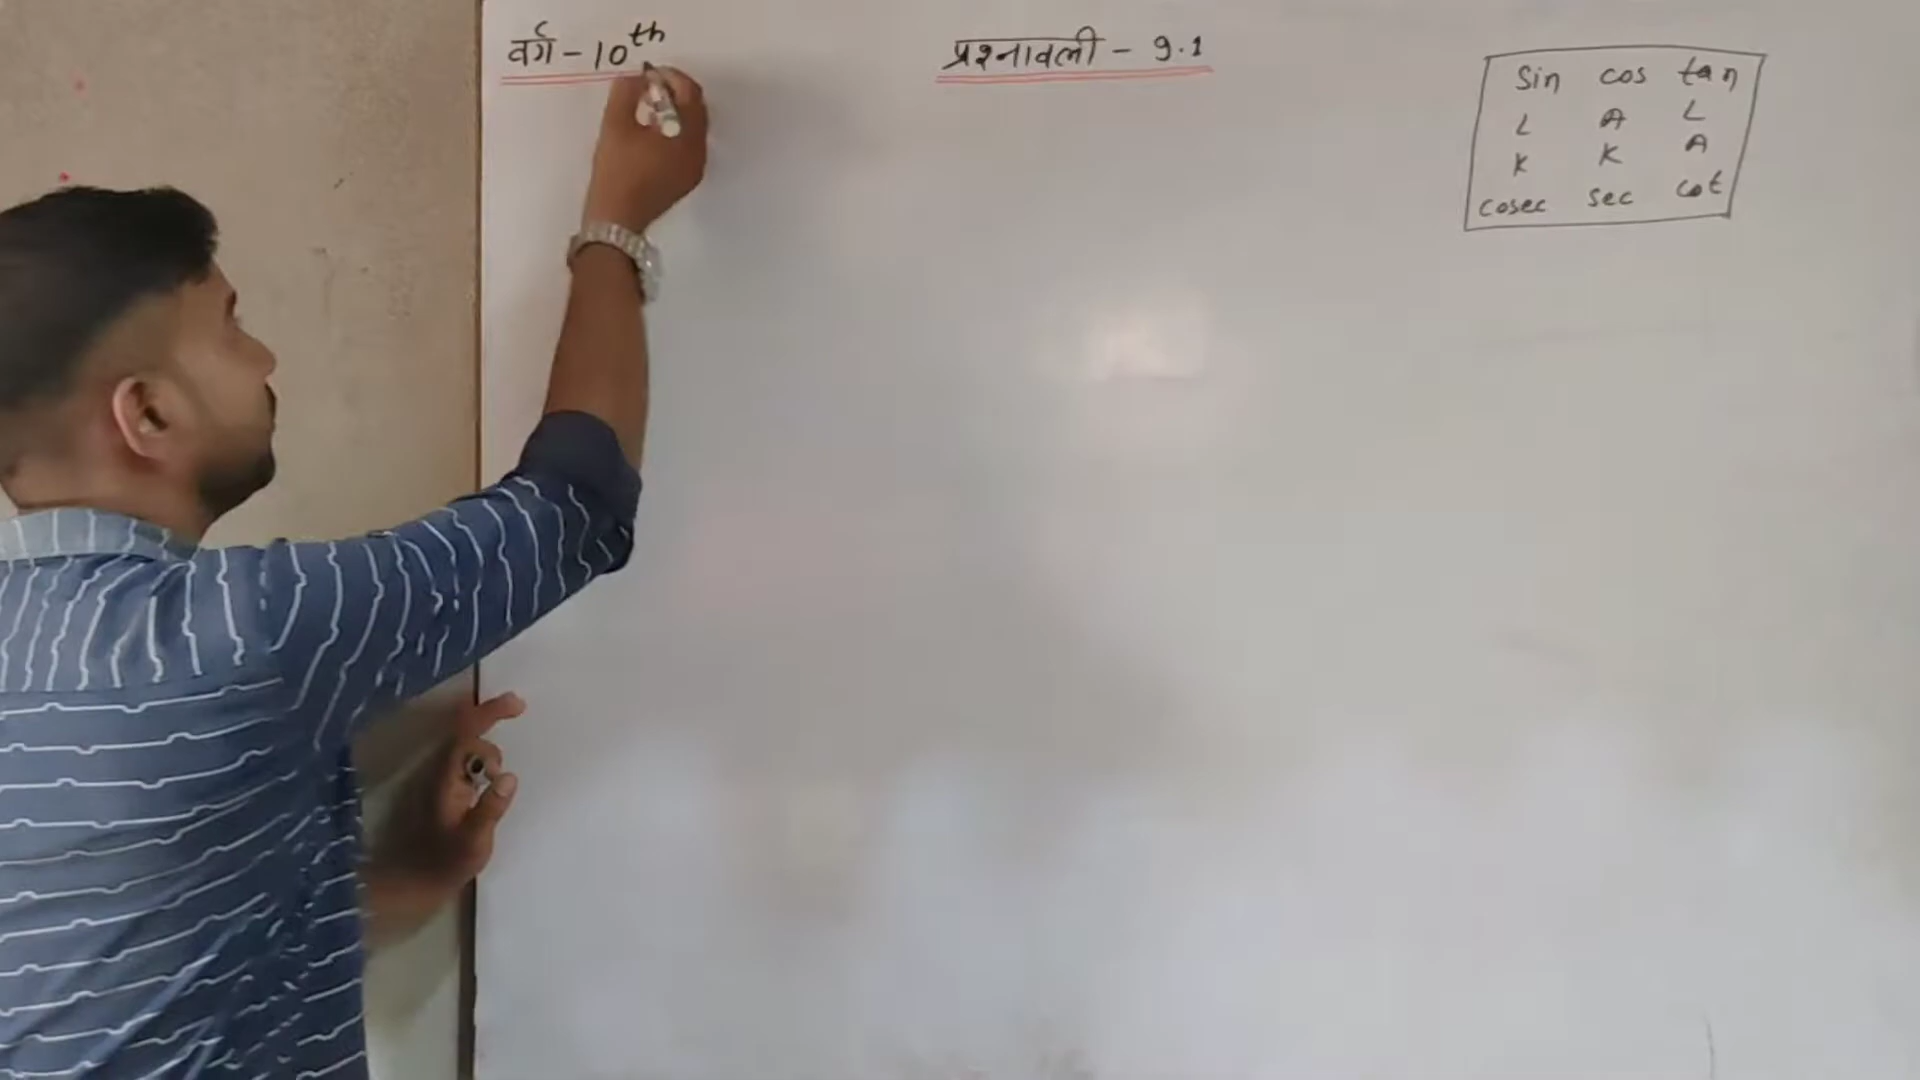 वर्ग - 10th
प्रश्नावली - 9.1
Sin cos tan
L A L
K K A
cosec sec cot